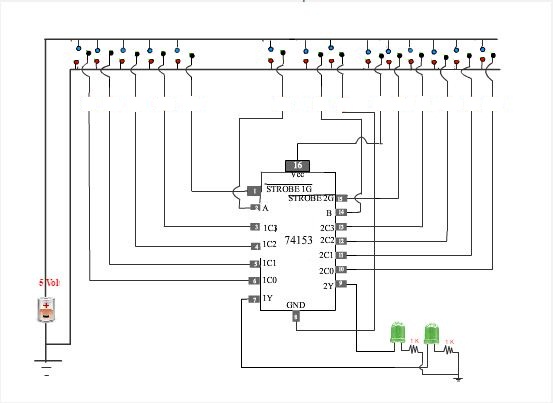 16
Vcc
1
STROBE 1G
STROBE 2G
15
2
A
B
14
3
1C3
74153
2C3
13
4
1C2
2C2
12
5
1C1
2C1
11
6
1C0
2C0
10
7
1Y
2Y
9
GND
8
5 Vol
1 K
1 K